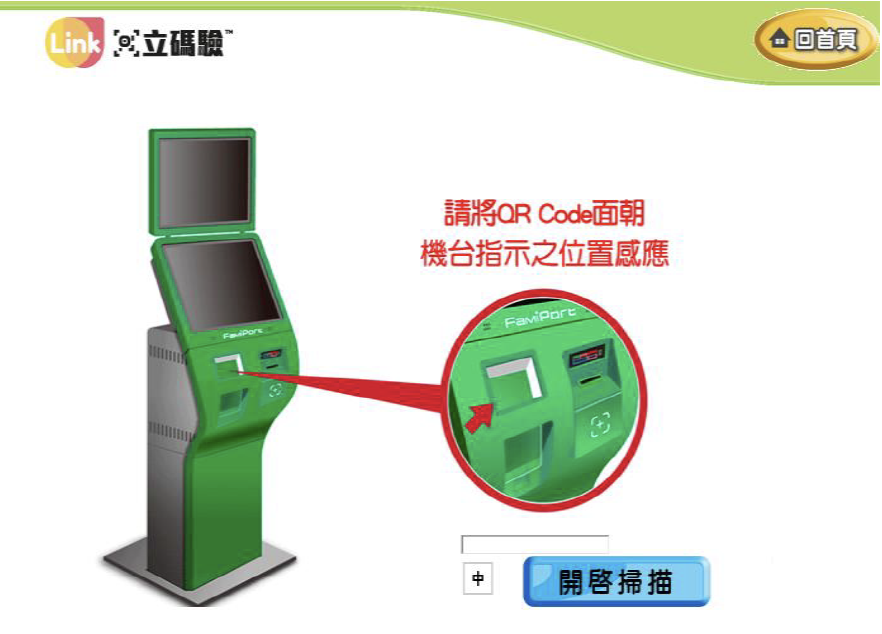 Link 立碼驗™
回首頁
請將QR Code面朝
機台指示之位置感應
FamiPort
FamiPort
中
開啓掃描